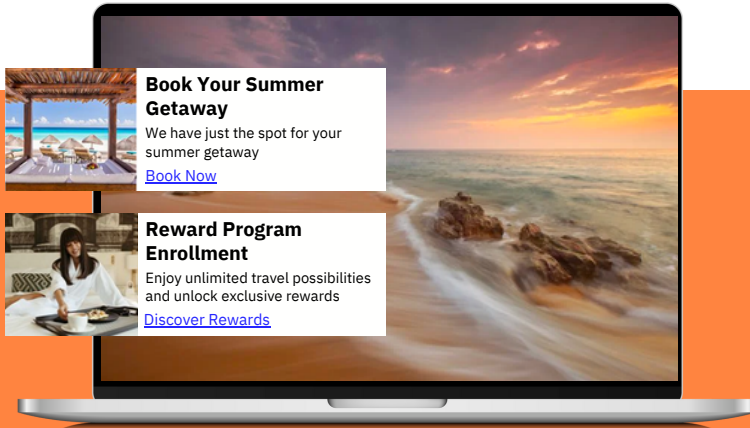 Book Your Summer
Getaway
We have just the spot for your
summer getaway
Book Now
Reward Program
Enrollment
Enjoy unlimited travel possibilities
and unlock exclusive rewards
Discover Rewards